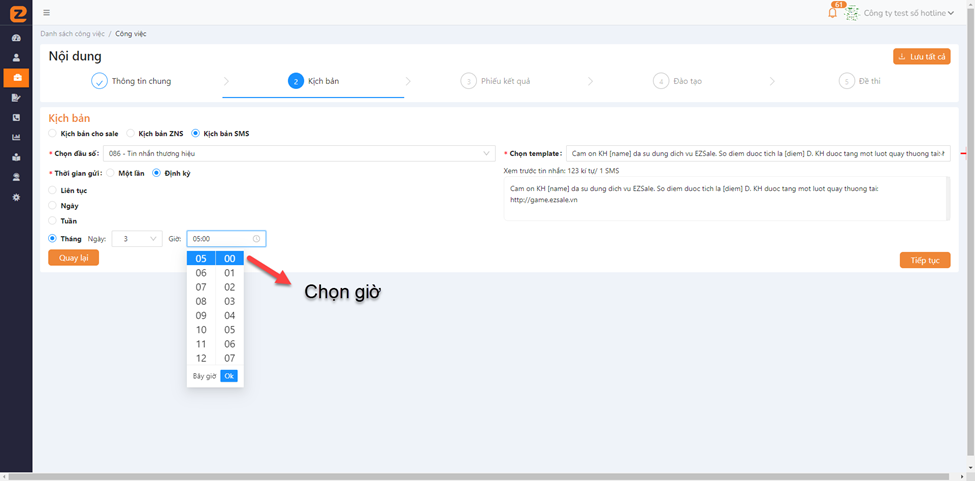 61
Công ty test số hotline
Danh sách công việc / Công việc
Nội dung
Lưu tất cả
Thông tin chung
2 Kịch bản
3 Phiếu kết quả
4 Đào tạo
5 Đề thi
Kịch bản
Kịch bản cho sale Kịch bản ZNS Kịch bản SMS
* Chọn đầu số: 086 - Tin nhắn thương hiệu
* Chọn template: Cam on KH [name] da su dung dich vu EZSale. So diem duoc tich la [diem] D. KH duoc tang mot luot quay thuong tai:
* Thời gian gửi: Một lần Định kỳ
Xem trước tin nhắn: 123 kí tự/ 1 SMS
Cam on KH [name] da su dung dich vu EZSale. So diem duoc tich la [diem] D. KH duoc tang mot luot quay thuong tai:
http://game.ezsale.vn
Liên tục
Ngày
Tuần
Tháng Ngày: 3 Giờ: 05:00
Quay lại
Tiếp tục
05 00
06 01
07 02
08 03
09 04
10 05
11 06
12 07
Bây giờ Ok
Chọn giờ